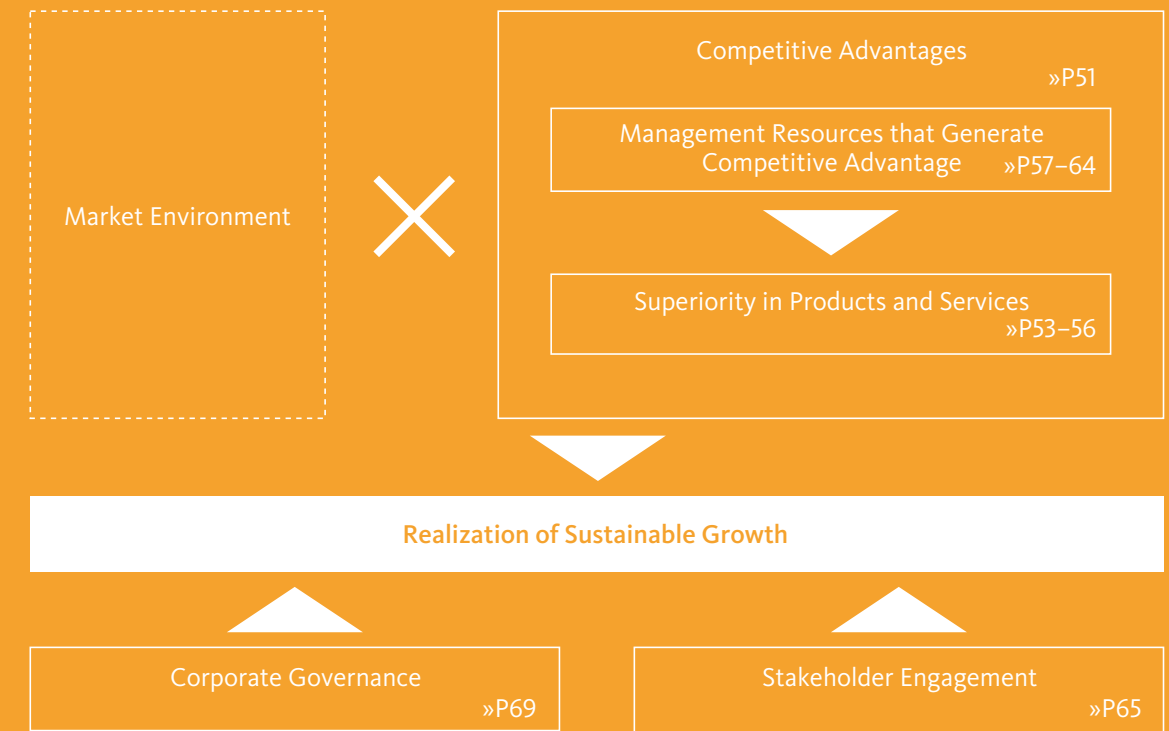 Market Environment
Competitive Advantages
»P51
Management Resources that Generate
Competitive Advantage »P57–64
Superiority in Products and Services
»P53–56
Realization of Sustainable Growth
Corporate Governance
»P69
Stakeholder Engagement
»P65